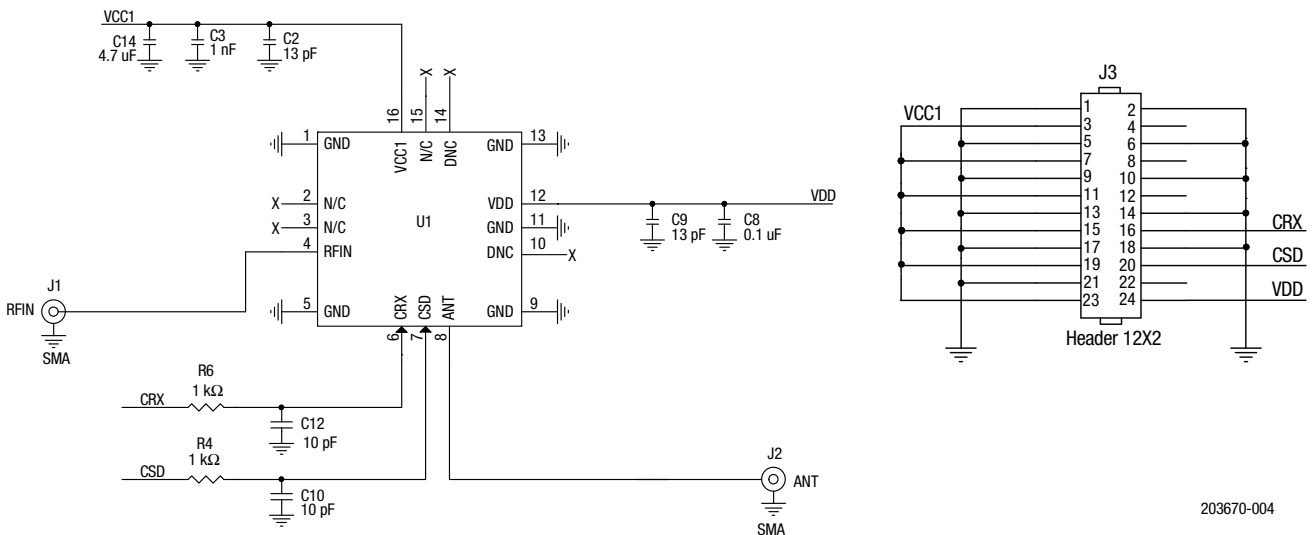 VCC1
C14
4.7 uF
C3
1 nF
C2
13 pF
X
X
16
15
14
VCC1
N/C
DNC
1
GND
X
2
N/C
X
3
N/C
4
RFIN
5
GND
U1
GND
13
VDD
12
VDD
GND
11
DNC
10
X
GND
9
C9
13 pF
C8
0.1 uF
CRX
CSD
ANT
6
7
8
J1
RFIN
SMA
R6
1 kΩ
CRX
C12
10 pF
R4
1 kΩ
CSD
C10
10 pF
J2
ANT
SMA
J3
VCC1
1 2
3 4
5 6
7 8
9 10
11 12
13 14
15 16
CRX
17 18
19 20
CSD
21 22
23 24
VDD
Header 12X2
203670-004